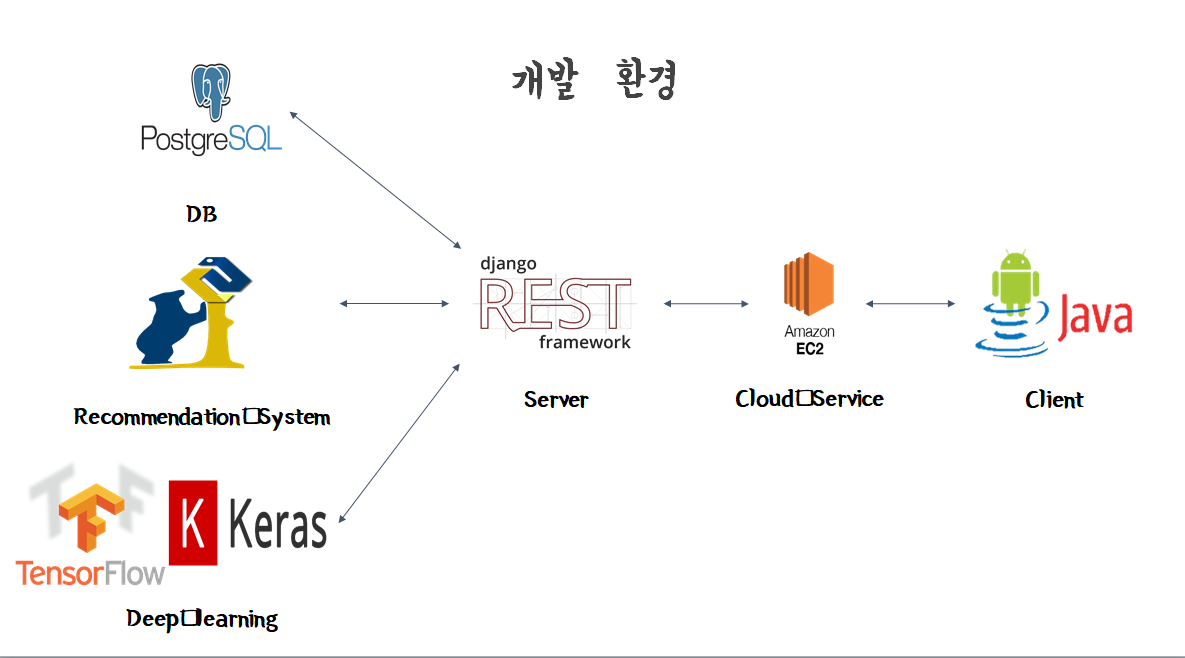 개발 환경
PostgreSQL
DB
django
REST
framework
Amazon
EC2
Java
Server
Cloud Service
Client
Recommendation System
TF
TensorFlow
K Keras
Deep learning